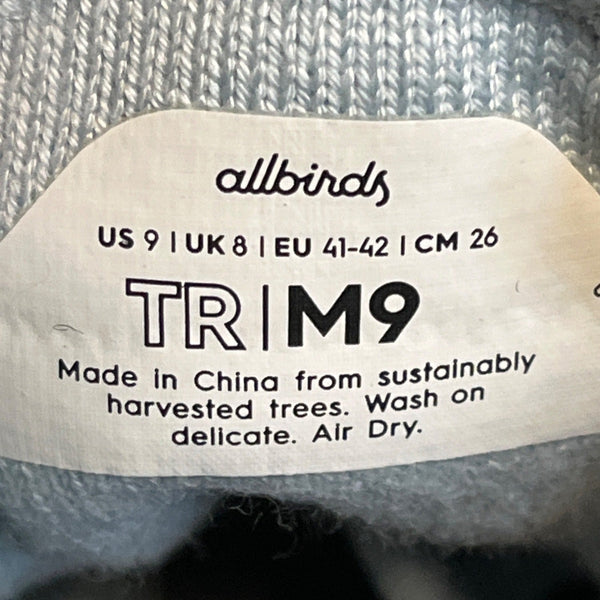 allbirds
US 9 | UK 8 | EU 41-42 | CM 26
TR | M9
Made in China from sustainably
harvested trees. Wash on
delicate. Air Dry.